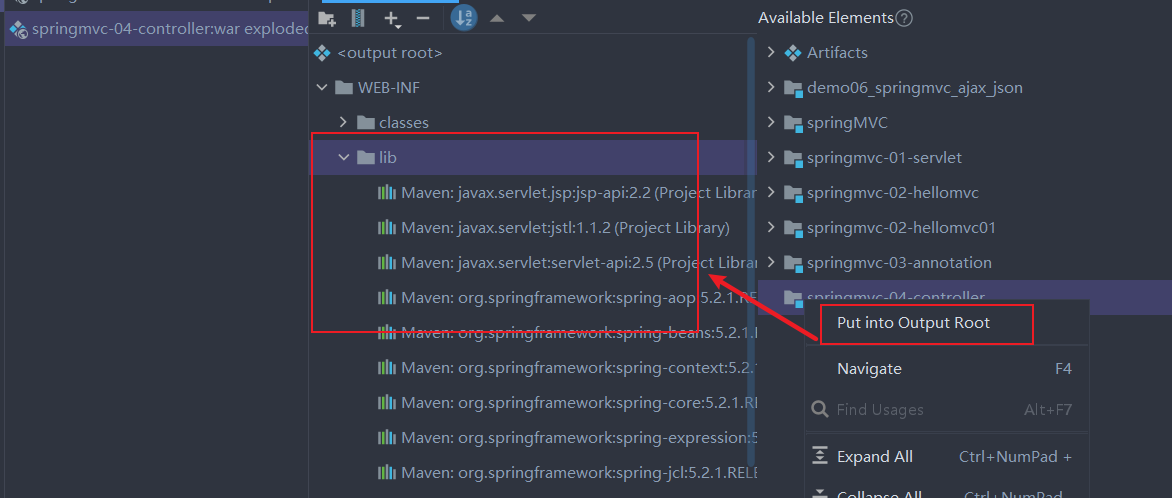 springmvc-04-controller:war exploded
<output root>
WEB-INF
classes
lib
Maven: javax.servlet.jsp:jsp-api:2.2 (Project Librar
Maven: javax.servlet:jstl:1.1.2 (Project Library)
Maven: javax.servlet:servlet-api:2.5 (Project Librar
Maven: org.springframework:spring-aop:5.2.1.REL
Maven: org.springframework:spring-beans:5.2.1.R
Maven: org.springframework:spring-context:5.2.1
Maven: org.springframework:spring-core:5.2.1.RE
Maven: org.springframework:spring-expression:5
Maven: org.springframework:spring-jcl:5.2.1.RELE
Available Elements
Artifacts
demo06_springmvc_ajax_json
springMVC
springmvc-01-servlet
springmvc-02-hellomvc
springmvc-02-hellomvc01
springmvc-03-annotation
springmvc-04-controller
Put into Output Root
Navigate F4
Find Usages Alt+F7
Expand All Ctrl+NumPad +
Collapse All Ctrl+NumPad